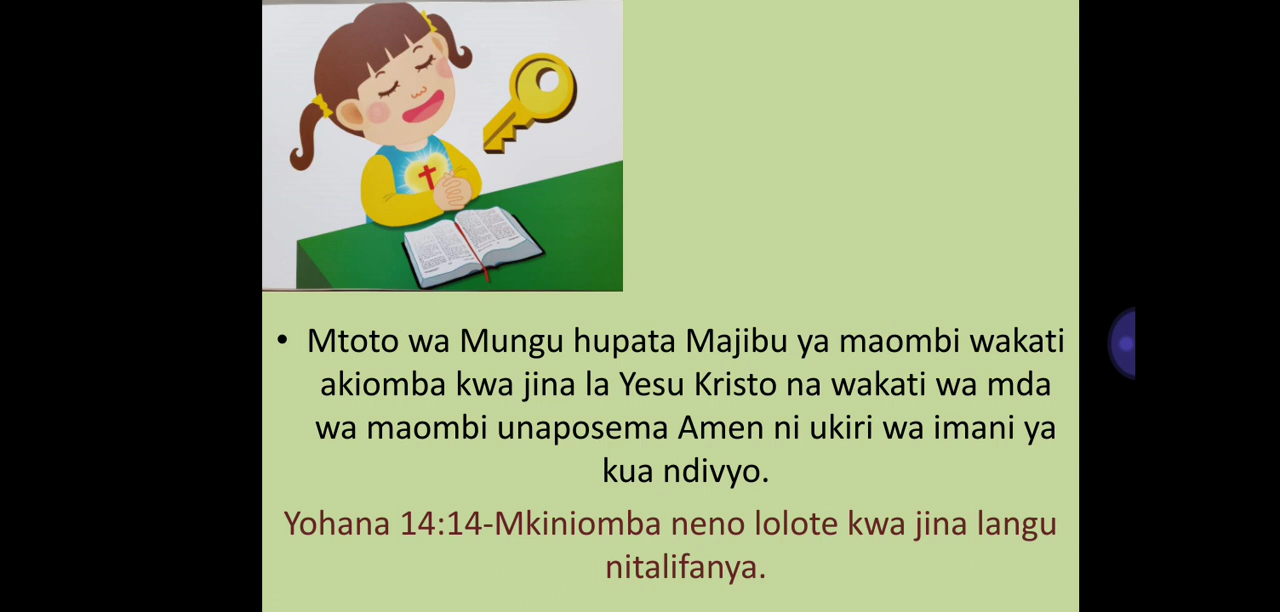 • Mtoto wa Mungu hupata Majibu ya maombi wakati
akiomba kwa jina la Yesu Kristo na wakati wa mda
wa maombi unaposema Amen ni ukiri wa imani ya
kua ndivyo.
Yohana 14:14-Mkiniomba neno lolote kwa jina langu
nitalifanya.